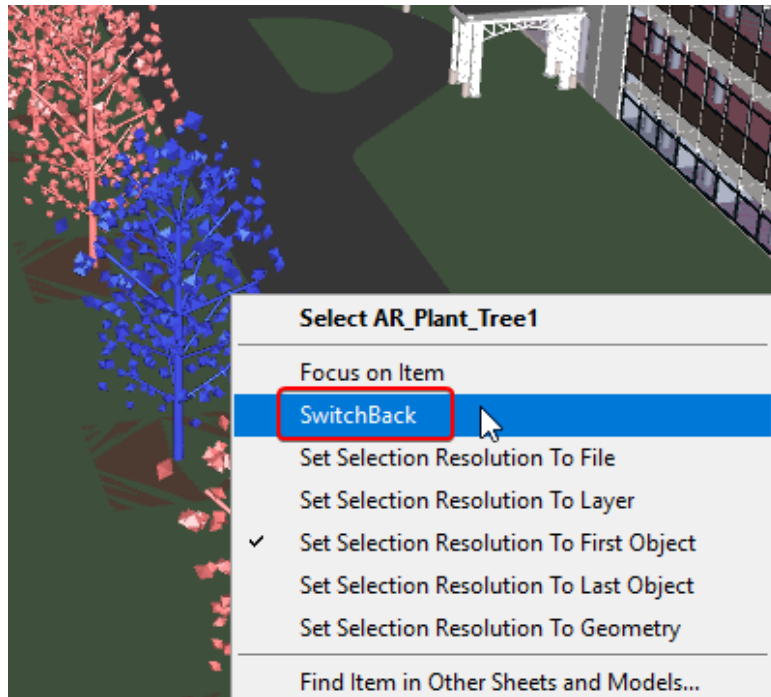 Select AR_Plant_Tree1
Focus on Item
SwitchBack
Set Selection Resolution To File
Set Selection Resolution To Layer
Set Selection Resolution To First Object
Set Selection Resolution To Last Object
Set Selection Resolution To Geometry
Find Item in Other Sheets and Models...